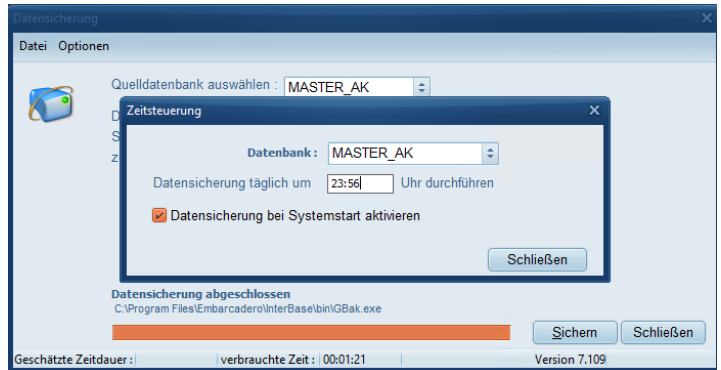 Datensicherung
Datei Optionen
Quelldatenbank auswählen : MASTER_AK
D
S
z
Zeitsteuerung
Datenbank : MASTER_AK
Datensicherung täglich um 23:56 Uhr durchführen
Datensicherung bei Systemstart aktivieren
Schließen
Datensicherung abgeschlossen
C:\Program Files\Embarcadero\InterBase\bin\GBak.exe
Sichern Schließen
Geschätzte Zeitdauer : verbrauchte Zeit : 00:01:21 Version 7.109